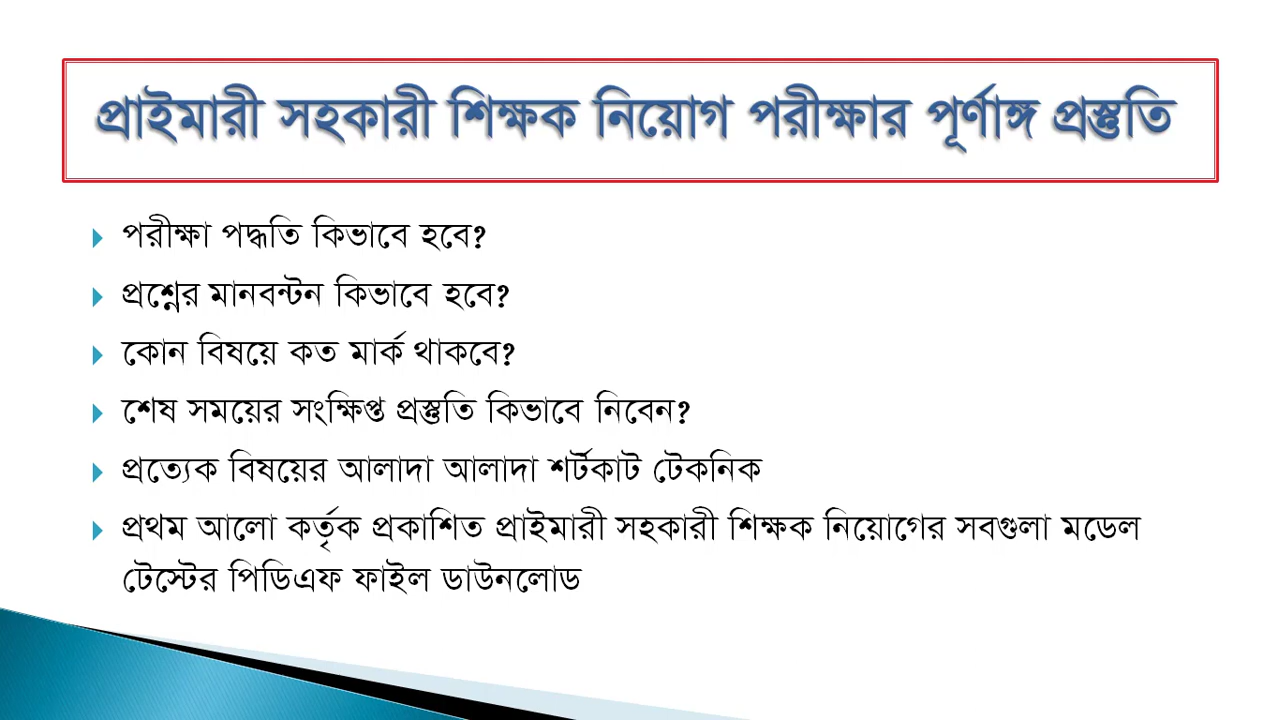 প্রাইমারী সহকারী শিক্ষক নিয়োগ পরীক্ষার পূর্ণাঙ্গ প্রস্তুতি
পরীক্ষা পদ্ধতি কিভাবে হবে?
প্রশ্নের মানবন্টন কিভাবে হবে?
কোন বিষয়ে কত মার্ক থাকবে?
শেষ সময়ের সংক্ষিপ্ত প্রস্তুতি কিভাবে নিবেন?
প্রত্যেক বিষয়ের আলাদা আলাদা শর্টকাট টেকনিক
প্রথম আলো কর্তৃক প্রকাশিত প্রাইমারী সহকারী শিক্ষক নিয়োগের সবগুলা মডেল
টেস্টের পিডিএফ ফাইল ডাউনলোড